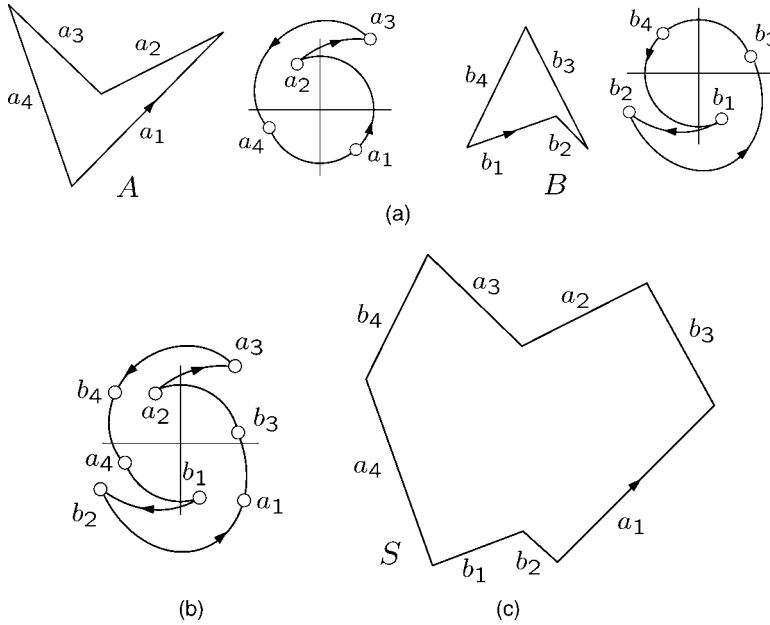 a₃
a₂
a₄
a₁
A
a₃
a₂
a₄
a₁
b₄
b₃
b₁
b₂
B
b₄
b₃
b₂
b₁
(a)
a₃
b₄
a₂
b₃
a₄
b₁
b₂
a₁
(b)
a₃
a₂
b₄
b₃
a₄
a₁
S
b₁
b₂
(c)